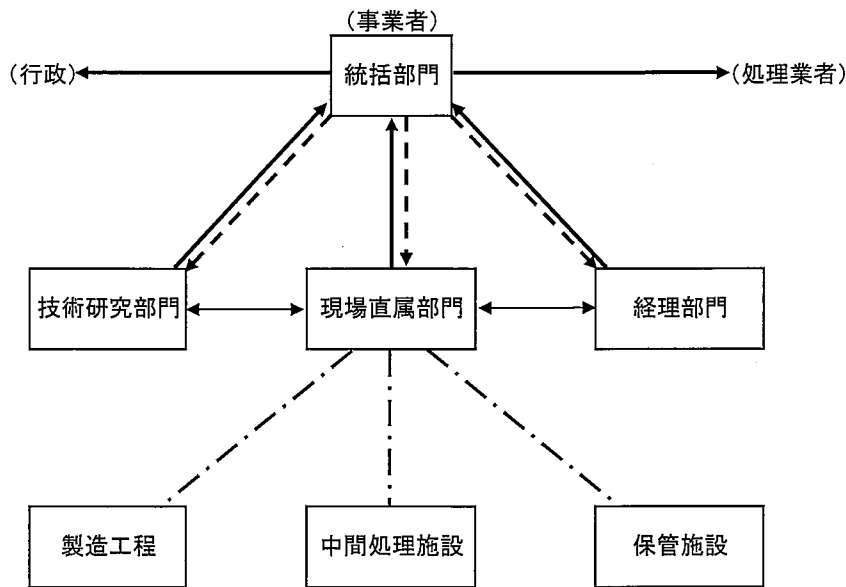 (事業者)
(行政)
統括部門
(処理業者)
技術研究部門
現場直属部門
経理部門
製造工程
中間処理施設
保管施設